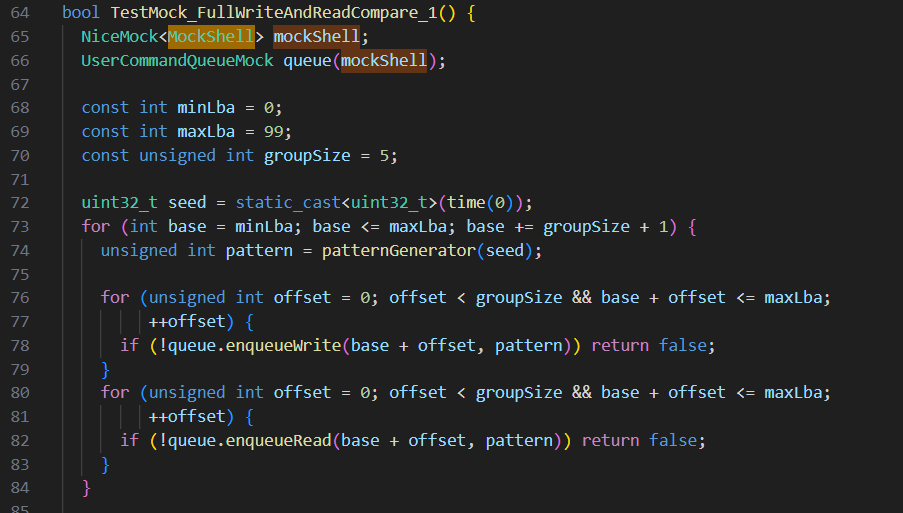 64 bool TestMock_FullWriteAndReadCompare_1() {
65   NiceMock<MockShell> mockShell;
66   UserCommandQueueMock queue(mockShell);
67
68   const int minLba = 0;
69   const int maxLba = 99;
70   const unsigned int groupSize = 5;
71
72   uint32_t seed = static_cast<uint32_t>(time(0));
73   for (int base = minLba; base <= maxLba; base += groupSize + 1) {
74     unsigned int pattern = patternGenerator(seed);
75
76     for (unsigned int offset = 0; offset < groupSize && base + offset <= maxLba;
77          ++offset) {
78       if (!queue.enqueueWrite(base + offset, pattern)) return false;
79     }
80     for (unsigned int offset = 0; offset < groupSize && base + offset <= maxLba;
81          ++offset) {
82       if (!queue.enqueueRead(base + offset, pattern)) return false;
83     }
84   }
85